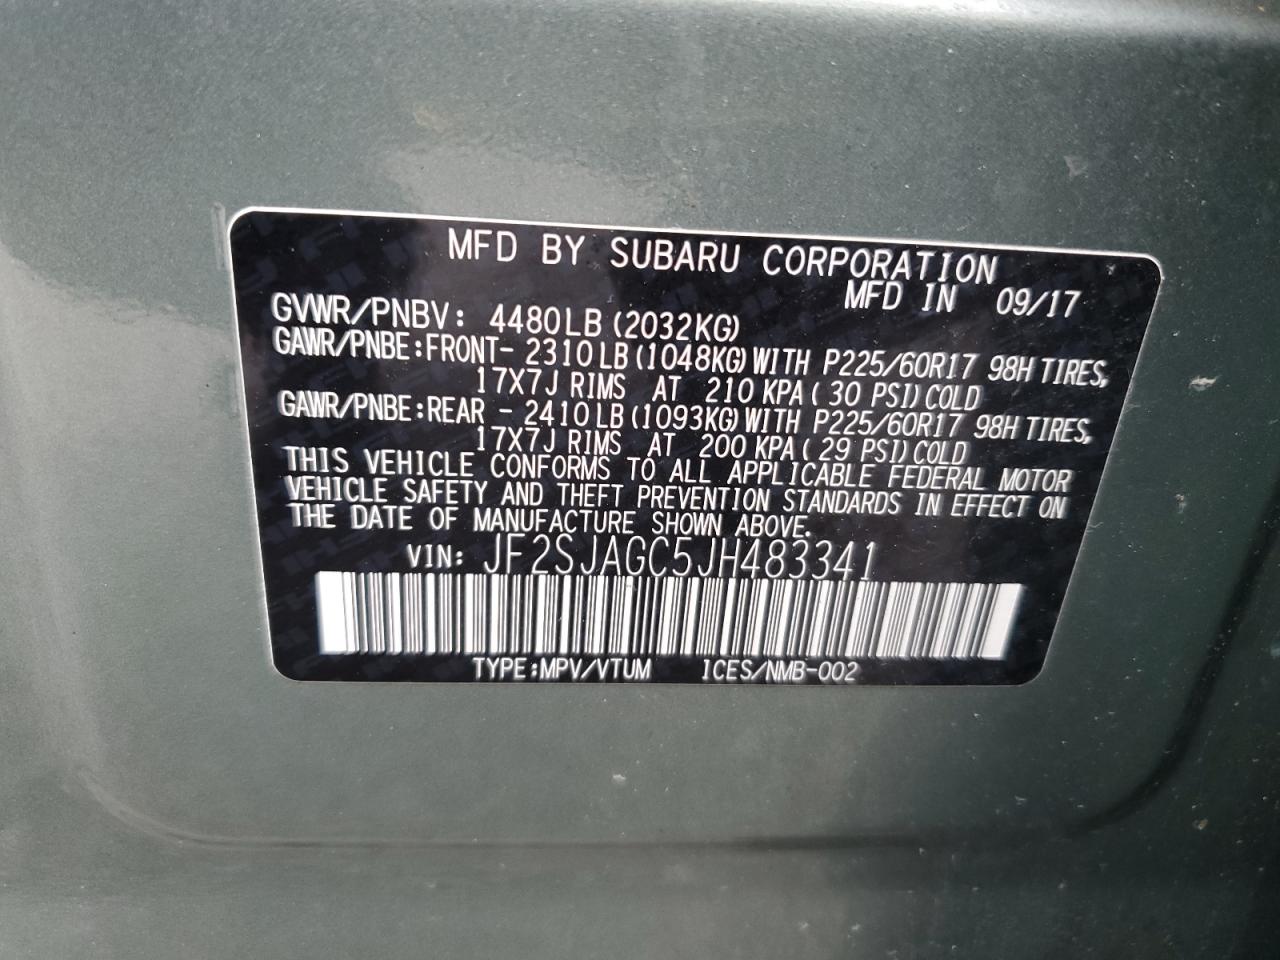 MFD BY SUBARU CORPORATION
MFD IN 09/17
GVWR/PNBV: 4480LB (2032KG)
GAWR/PNBE:FRONT- 2310LB (1048KG) WITH P225/60R17 98H TIRES,
17X7J RIMS AT 210 KPA ( 30 PSI) COLD
GAWR/PNBE:REAR - 2410LB (1093KG) WITH P225/60R17 98H TIRES,
17X7J RIMS AT 200 KPA ( 29 PSI) COLD
THIS VEHICLE CONFORMS TO ALL APPLICABLE FEDERAL MOTOR
VEHICLE SAFETY AND THEFT PREVENTION STANDARDS IN EFFECT ON
THE DATE OF MANUFACTURE SHOWN ABOVE.
VIN: JF2SJAGC5JH483341
TYPE:MPV/VTUM ICES/NMB-002